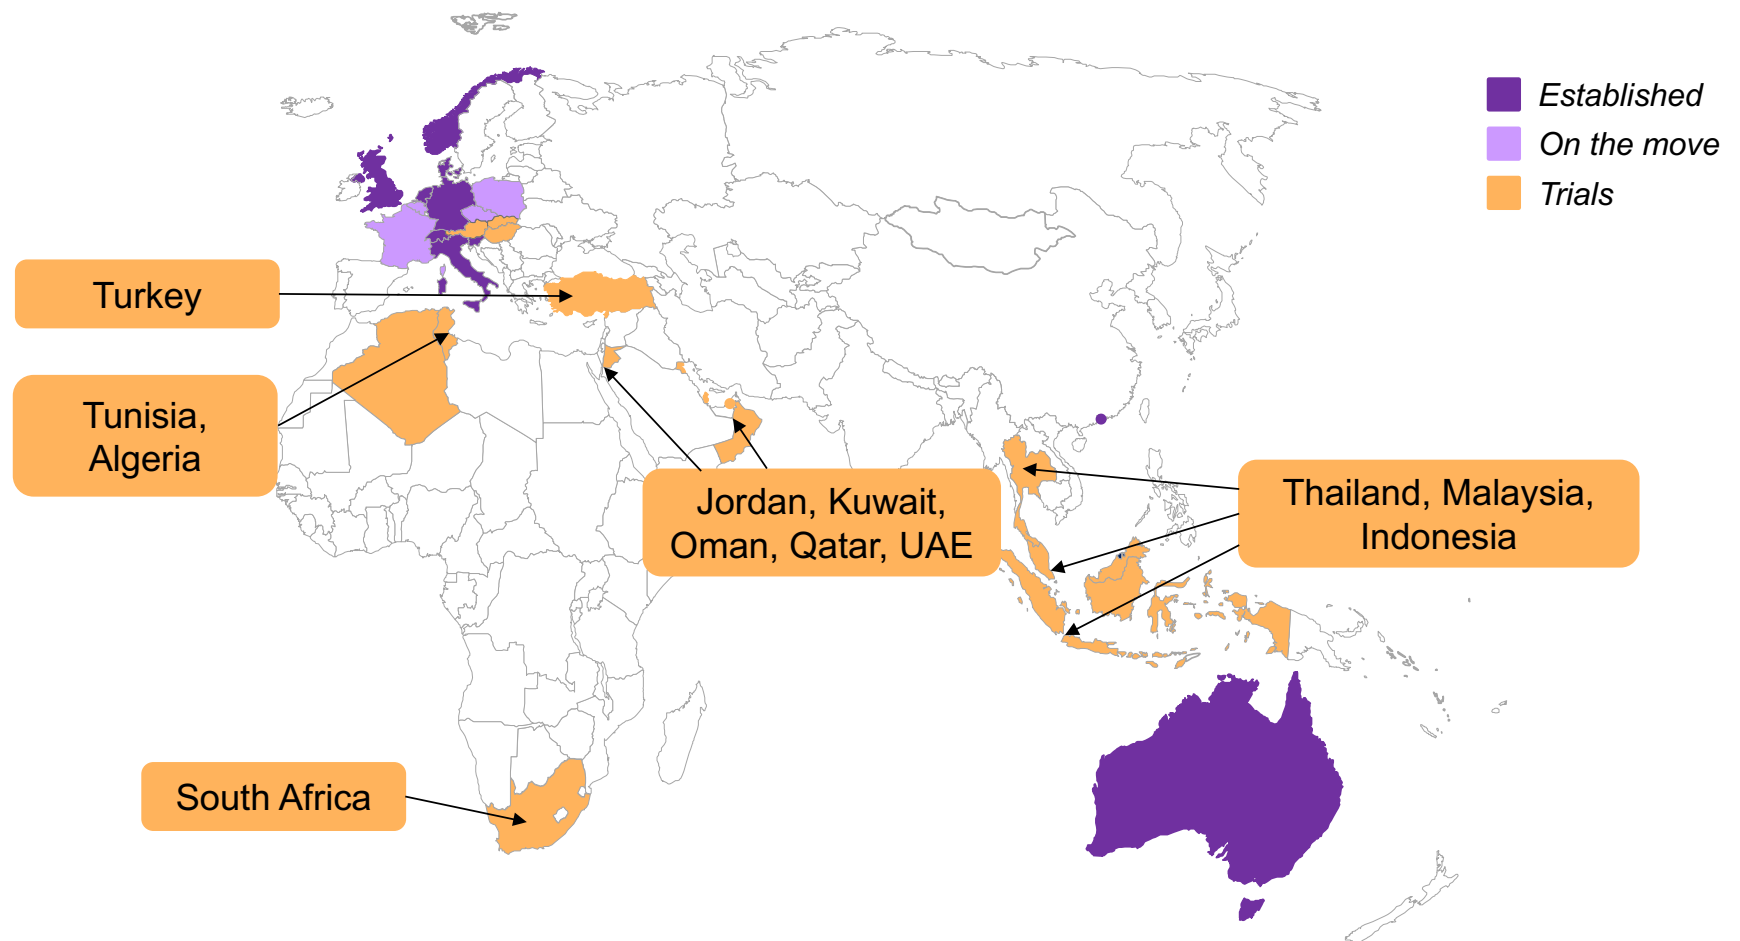 Established
On the move
Trials
Turkey
Tunisia,
Algeria
Jordan, Kuwait,
Oman, Qatar, UAE
Thailand, Malaysia,
Indonesia
South Africa